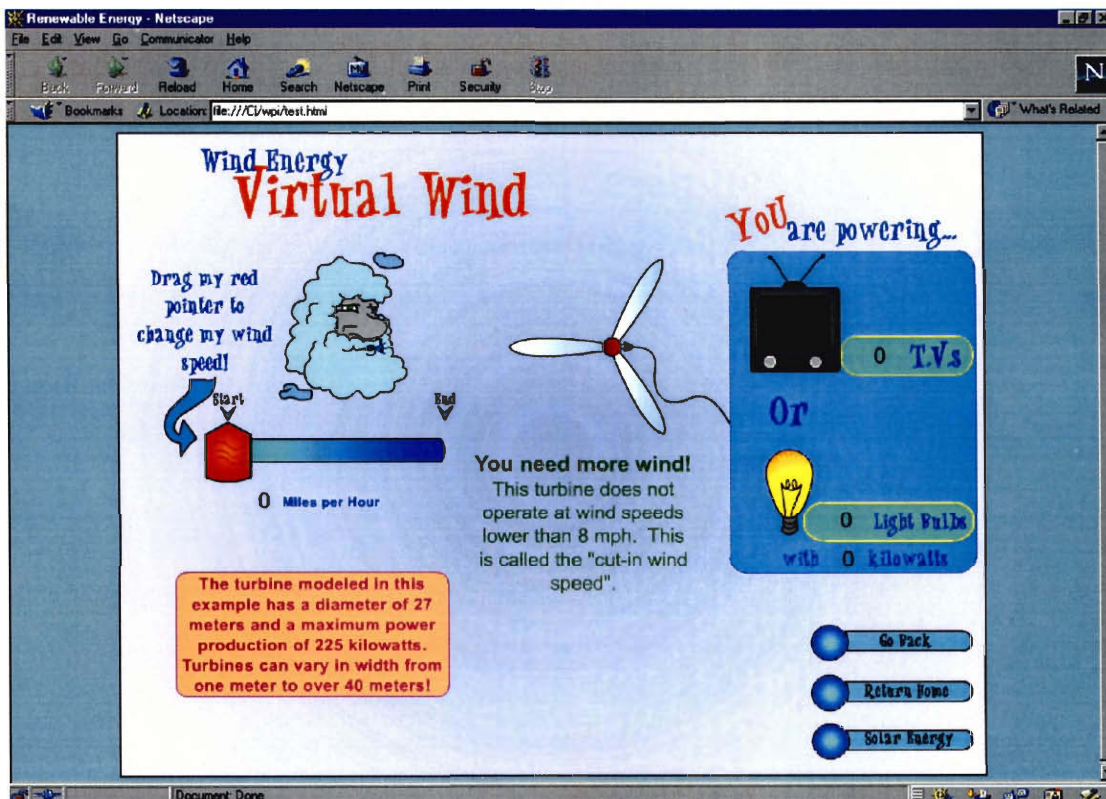 Renewable Energy - Netscape
File Edit View Go Communicator Help
Back Forward Reload Home Search Netscape Print Security Stop
Bookmarks Location: file:///C|/wpi/test.html What's Related
N
Wind Energy
Virtual Wind
YoU are powering...
Drag my red
pointer to
change my wind
speed!
Start End
0 Miles per Hour
0 T.V.s
Or
0 Light Bulbs
with 0 kilowatts
You need more wind!
This turbine does not
operate at wind speeds
lower than 8 mph. This
is called the "cut-in wind
speed".
The turbine modeled in this
example has a diameter of 27
meters and a maximum power
production of 225 kilowatts.
Turbines can vary in width from
one meter to over 40 meters!
Go Back
Return Home
Solar Energy
Document: Done